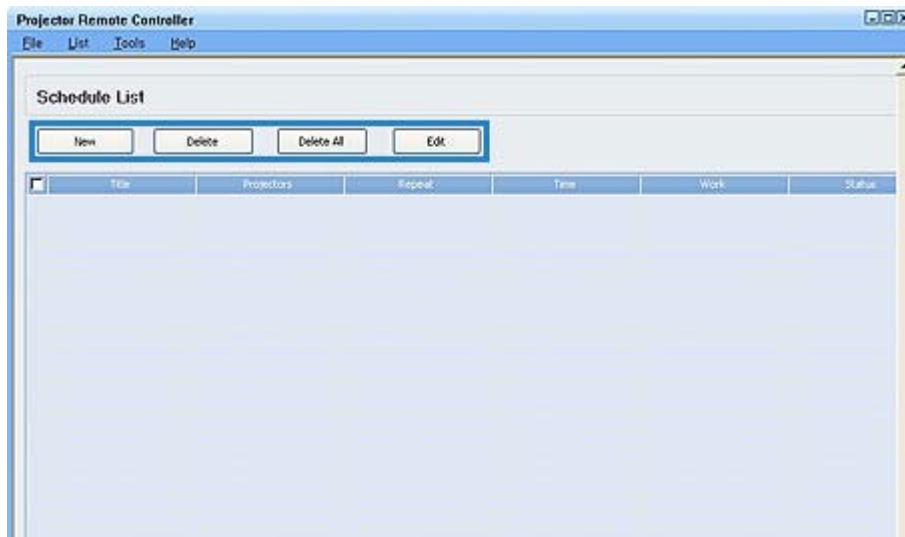 Projector Remote Controller
File List Tools Help
Schedule List
New Delete Delete All Edit
Title Projectors Repeat Time Work Status